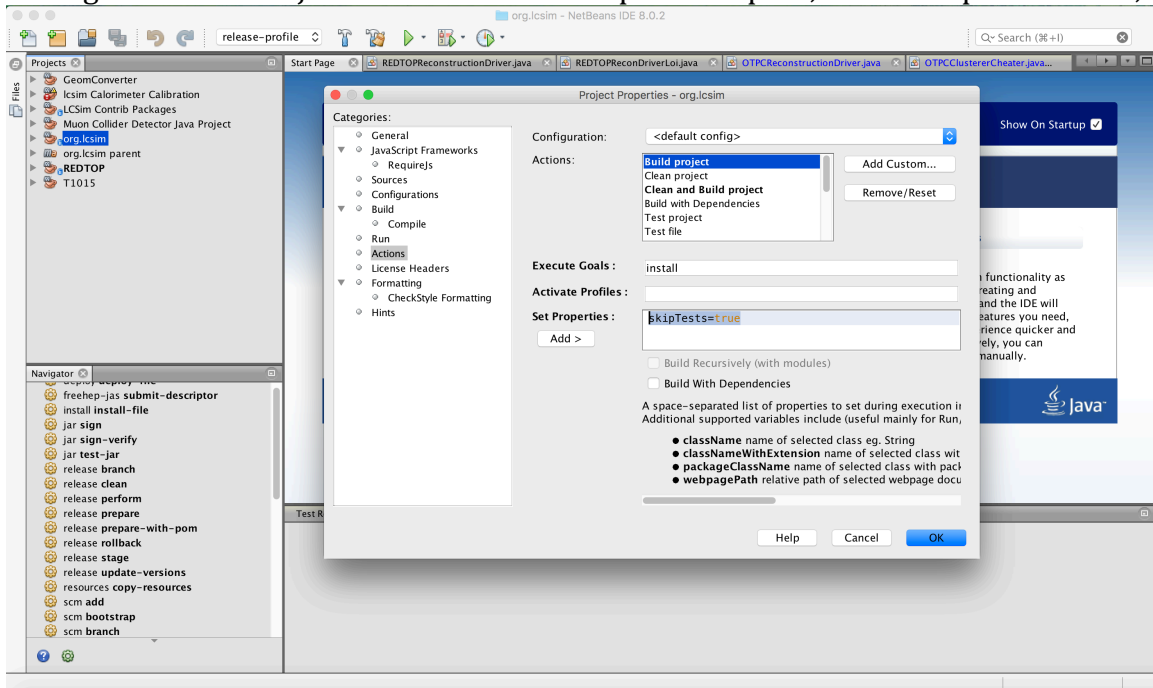 org.lcsim - NetBeans IDE 8.0.2
release-profile
Search (⌘+I)
Files
Projects
GeomConverter
lcsim Calorimeter Calibration
LCSim Contrib Packages
Muon Collider Detector Java Project
org.lcsim
org.lcsim parent
REDTOP
T1015
Start Page
REDTOPReconstructionDriver.java
REDTOPReconDriverLoi.java
OTPCReconstructionDriver.java
OTPCClustererCheater.java...
Show On Startup
Project Properties - org.lcsim
Categories:
General
JavaScript Frameworks
RequireJs
Sources
Configurations
Build
Compile
Run
Actions
License Headers
Formatting
CheckStyle Formatting
Hints
Configuration:
<default config>
Actions:
Build project
Clean project
Clean and Build project
Build with Dependencies
Test project
Test file
Add Custom...
Remove/Reset
Execute Goals :
install
Activate Profiles :
Set Properties :
skipTests=true
Add >
Build Recursively (with modules)
Build With Dependencies
A space-separated list of properties to set during execution in
Additional supported variables include (useful mainly for Run,
● className name of selected class eg. String
● classNameWithExtension name of selected class wit
● packageClassName name of selected class with pack
● webpagePath relative path of selected webpage docu
Help
Cancel
OK
functionality as
reating and
and the IDE will
eatures you need,
rience quicker and
ely, you can
manually.
Java
Navigator
freehep-jas submit-descriptor
install install-file
jar sign
jar sign-verify
jar test-jar
release branch
release clean
release perform
release prepare
release prepare-with-pom
release rollback
release stage
release update-versions
resources copy-resources
scm add
scm bootstrap
scm branch
Test R